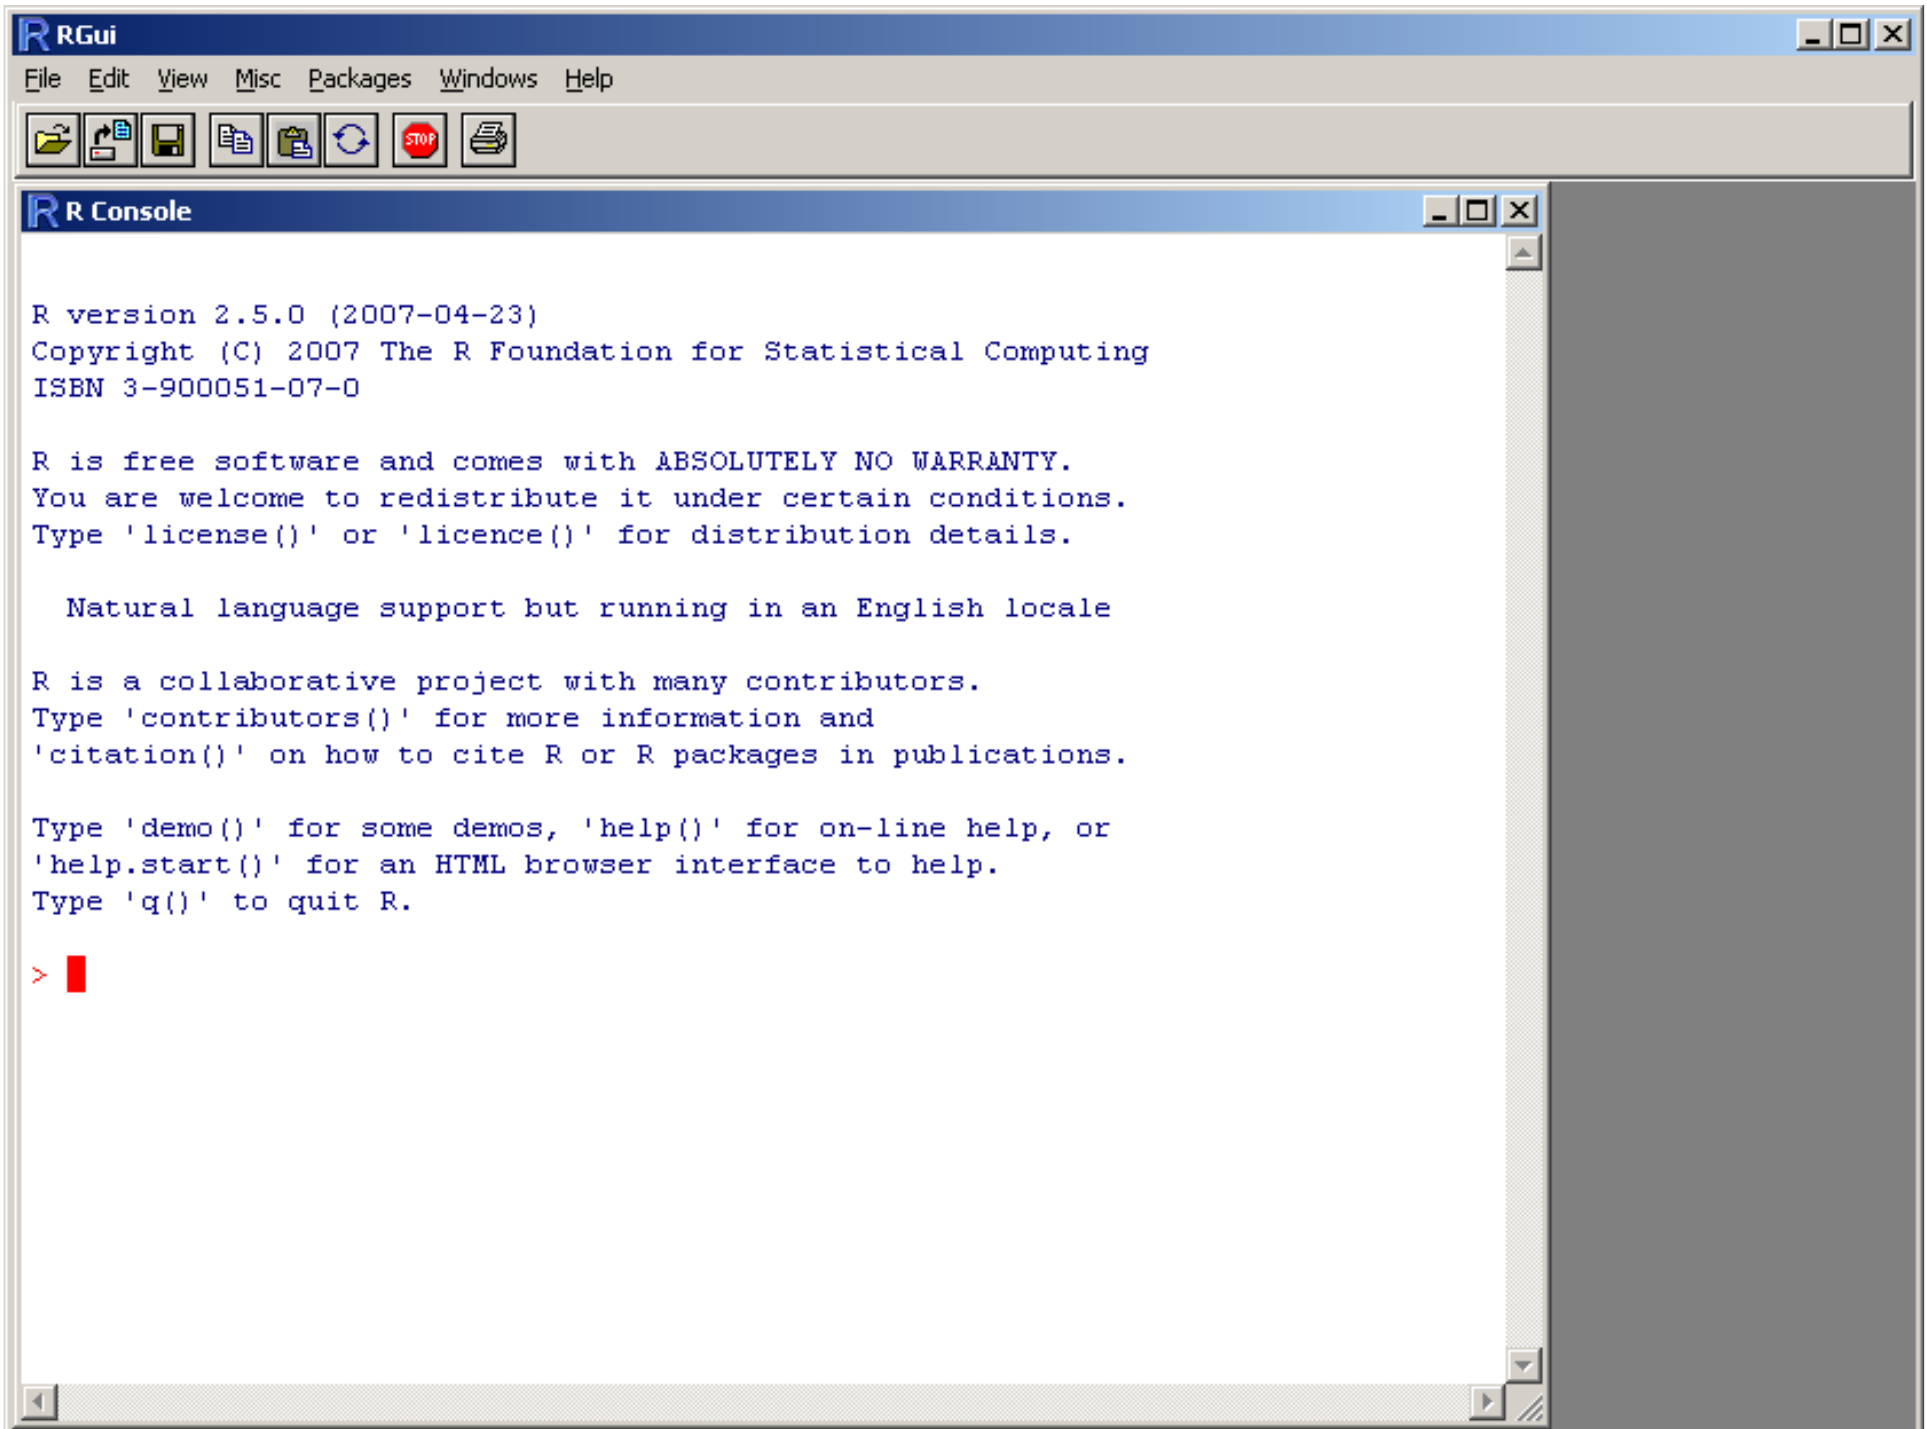 RGui
File Edit View Misc Packages Windows Help
STOP
R Console
R version 2.5.0 (2007-04-23)
Copyright (C) 2007 The R Foundation for Statistical Computing
ISBN 3-900051-07-0
R is free software and comes with ABSOLUTELY NO WARRANTY.
You are welcome to redistribute it under certain conditions.
Type 'license()' or 'licence()' for distribution details.
Natural language support but running in an English locale
R is a collaborative project with many contributors.
Type 'contributors()' for more information and
'citation()' on how to cite R or R packages in publications.
Type 'demo()' for some demos, 'help()' for on-line help, or
'help.start()' for an HTML browser interface to help.
Type 'q()' to quit R.
>